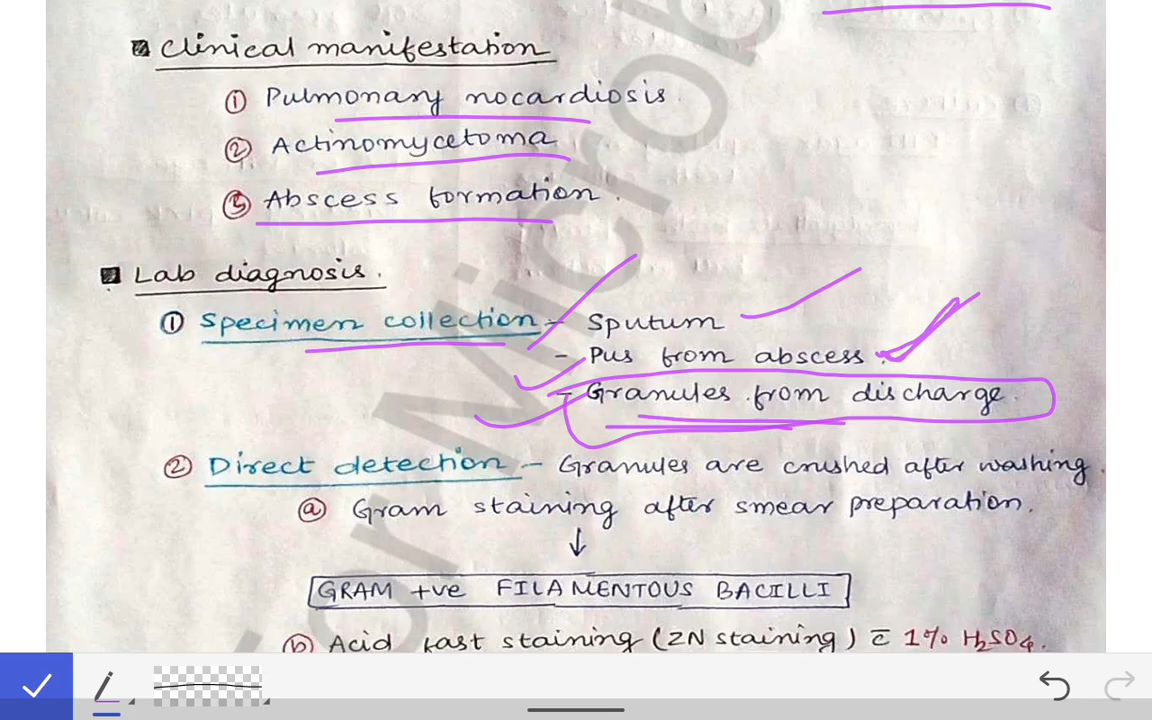 Clinical manifestation
① Pulmonary nocardiosis.
② Actinomycetoma
③ Abscess formation.
Lab diagnosis.
① Specimen collection - Sputum
- Pus from abscess.
- Granules from discharge.
② Direct detection - Granules are crushed after washing.
ⓐ Gram staining after smear preparation.
↓
GRAM +ve FILAMENTOUS BACILLI
ⓑ Acid fast staining (ZN staining) c̄ 1% H₂SO₄.
or Microb